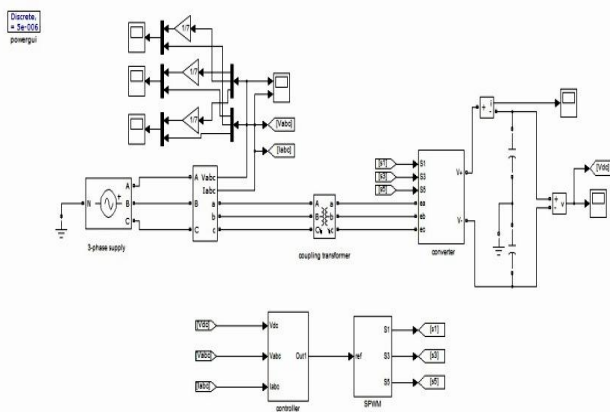 Discrete,
= 5e-006
powergui
1/7
1/7
1/7
[Vabc]
[Iabc]
N
A
B
C
3-phase supply
A
B
C
Vabc
Iabc
a
b
c
A
B
C
a
b
c
coupling transformer
[s1]
[s3]
[s5]
S1
S3
S5
ea
eb
ec
V+
V-
converter
+
-
i
+
-
v
[Vdc]
[Vdc]
[Vabc]
[Iabc]
Vdc
Vabc
Iabc
Out1
controller
ref
S1
S3
S5
SPWM
[s1]
[s3]
[s5]